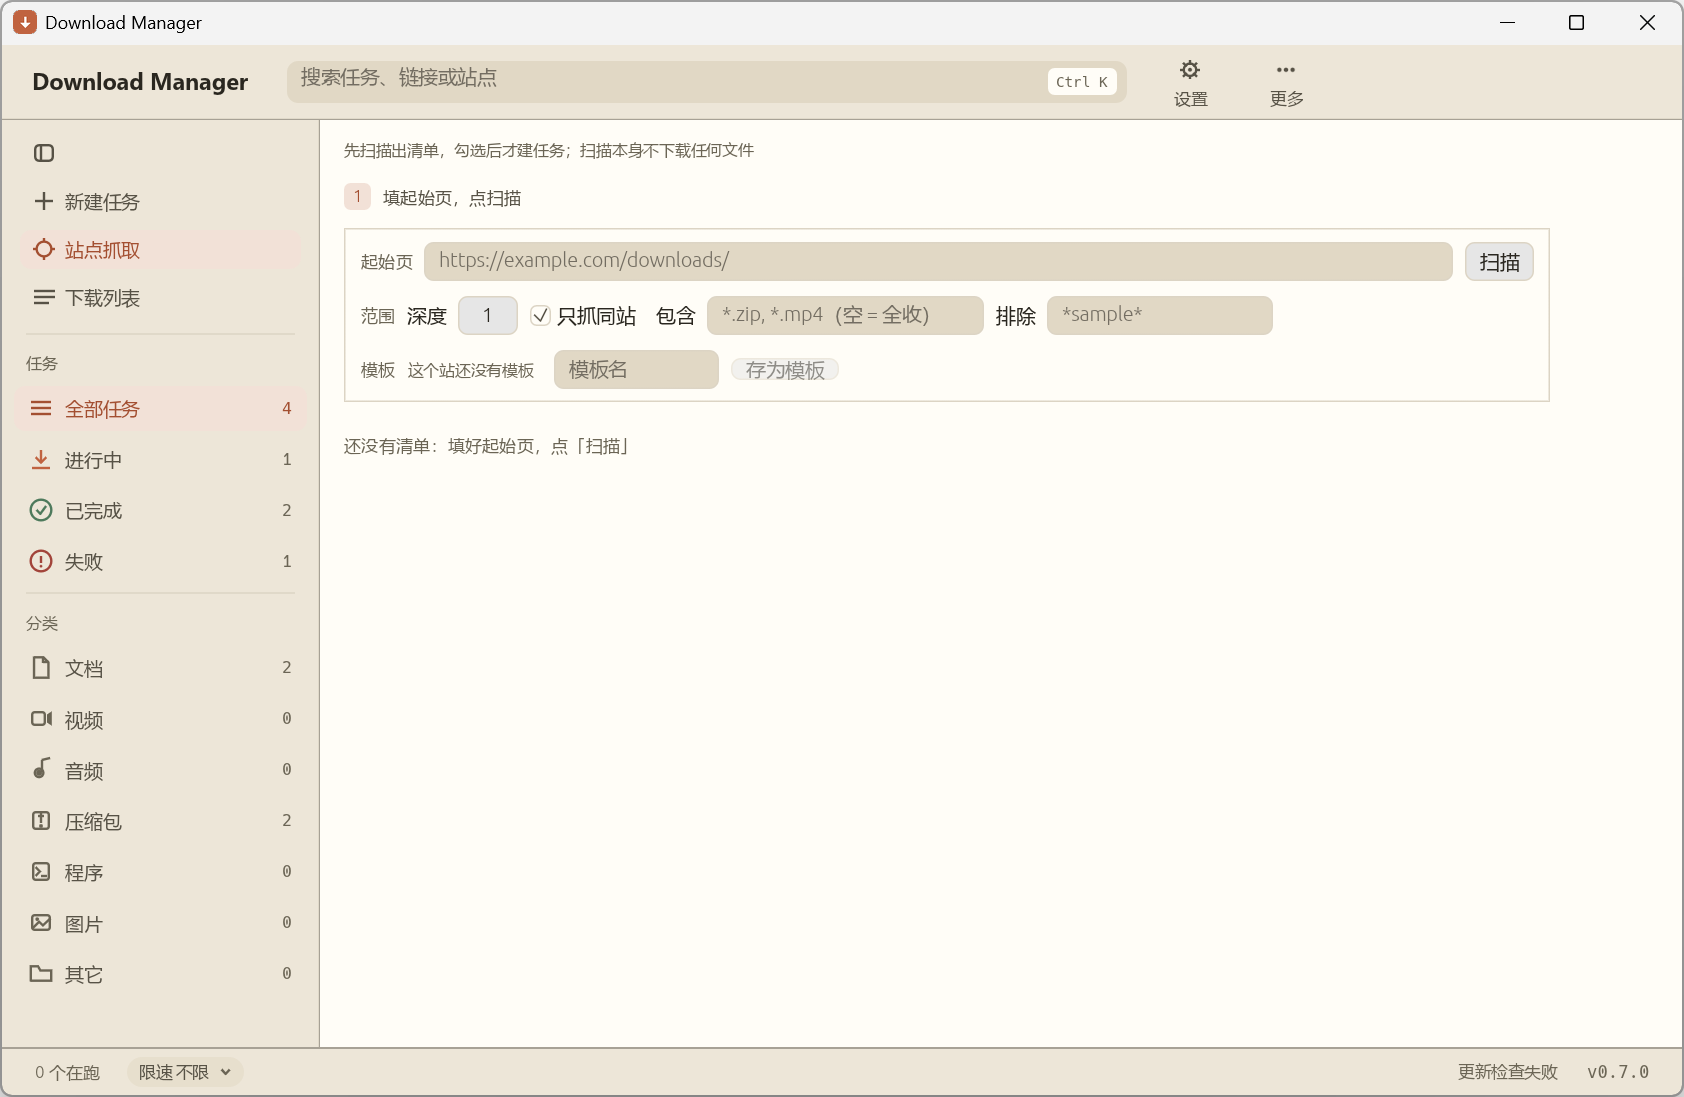 Download Manager
Download Manager
搜索任务、链接或站点
Ctrl K
设置
更多
新建任务
站点抓取
下载列表
任务
全部任务 4
进行中 1
已完成 2
失败 1
分类
文档 2
视频 0
音频 0
压缩包 2
程序 0
图片 0
其它 0
先扫描出清单，勾选后才建任务；扫描本身不下载任何文件
1 填起始页，点扫描
起始页 https://example.com/downloads/ 扫描
范围 深度 1 只抓同站 包含 *.zip, *.mp4（空 = 全收） 排除 *sample*
模板 这个站还没有模板 模板名 存为模板
还没有清单：填好起始页，点「扫描」
0 个在跑 限速 不限 更新检查失败 v0.7.0